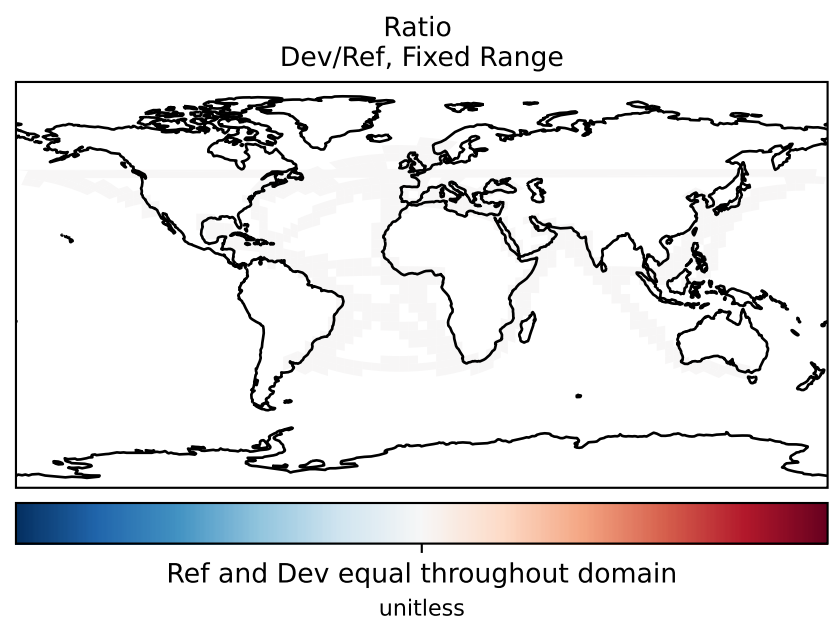 Ratio
Dev/Ref, Fixed Range
Ref and Dev equal throughout domain
unitless